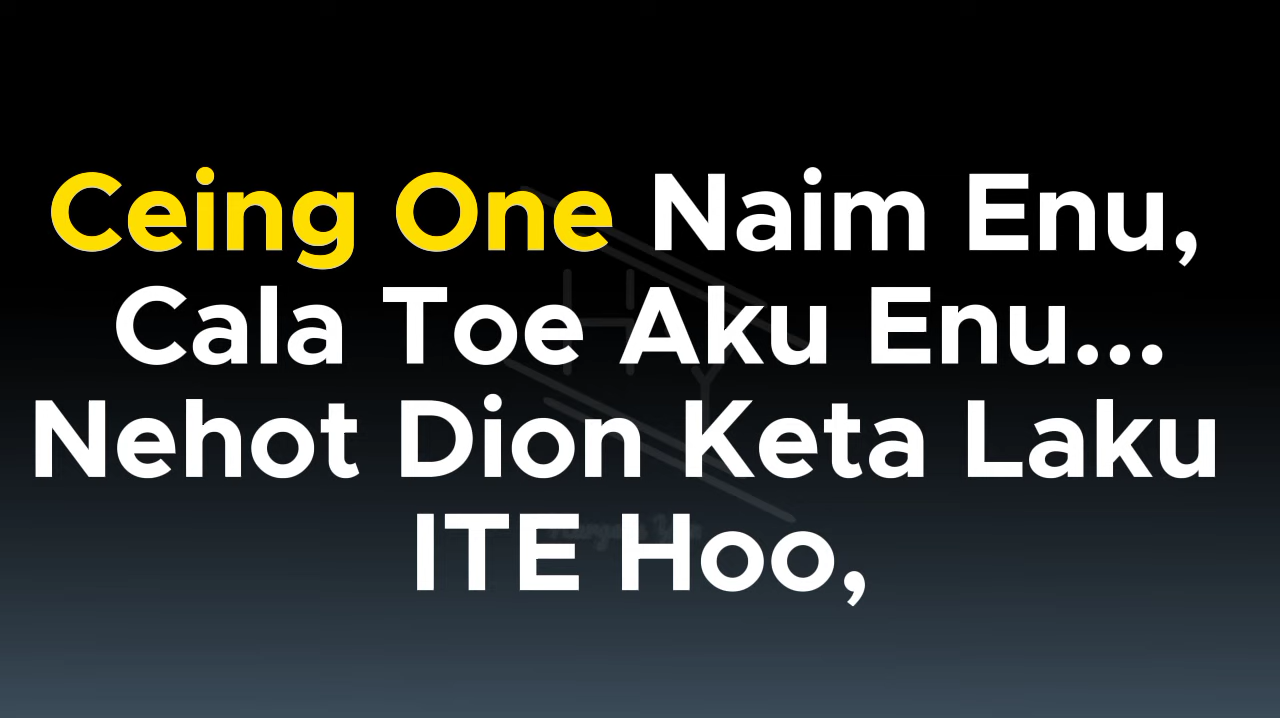 Ceing One Naim Enu,
Cala Toe Aku Enu...
Nehot Dion Keta Laku
ITE Hoo,